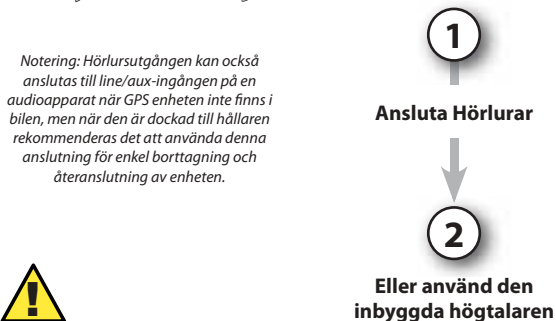 Notering: Hörlursutgången kan också
anslutas till line/aux-ingången på en
audioapparat när GPS enheten inte finns i
bilen, men när den är dockad till hållaren
rekommenderas det att använda denna
anslutning för enkel borttagning och
återanslutning av enheten.
1
Ansluta Hörlurar
2
Eller använd den
inbyggda högtalaren
!